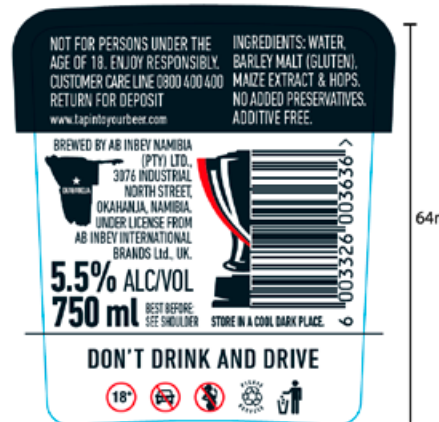 NOT FOR PERSONS UNDER THE
AGE OF 18. ENJOY RESPONSIBLY.
CUSTOMER CARE LINE 0800 400 400
RETURN FOR DEPOSIT
www.tapintoyourbeer.com
INGREDIENTS: WATER,
BARLEY MALT (GLUTEN),
MAIZE EXTRACT & HOPS.
NO ADDED PRESERVATIVES.
ADDITIVE FREE.
BREWED BY AB INBEV NAMIBIA
(PTY) LTD.,
3076 INDUSTRIAL
NORTH STREET,
OKAHANJA, NAMIBIA.
UNDER LICENSE FROM
AB INBEV INTERNATIONAL
BRANDS Ltd., UK.
OKAHANDJA
5.5% ALC/VOL
750 ml
BEST BEFORE:
SEE SHOULDER
STORE IN A COOL DARK PLACE.
6 003326 003636 >
DON'T DRINK AND DRIVE
18+
PLEASE
RECYCLE
64